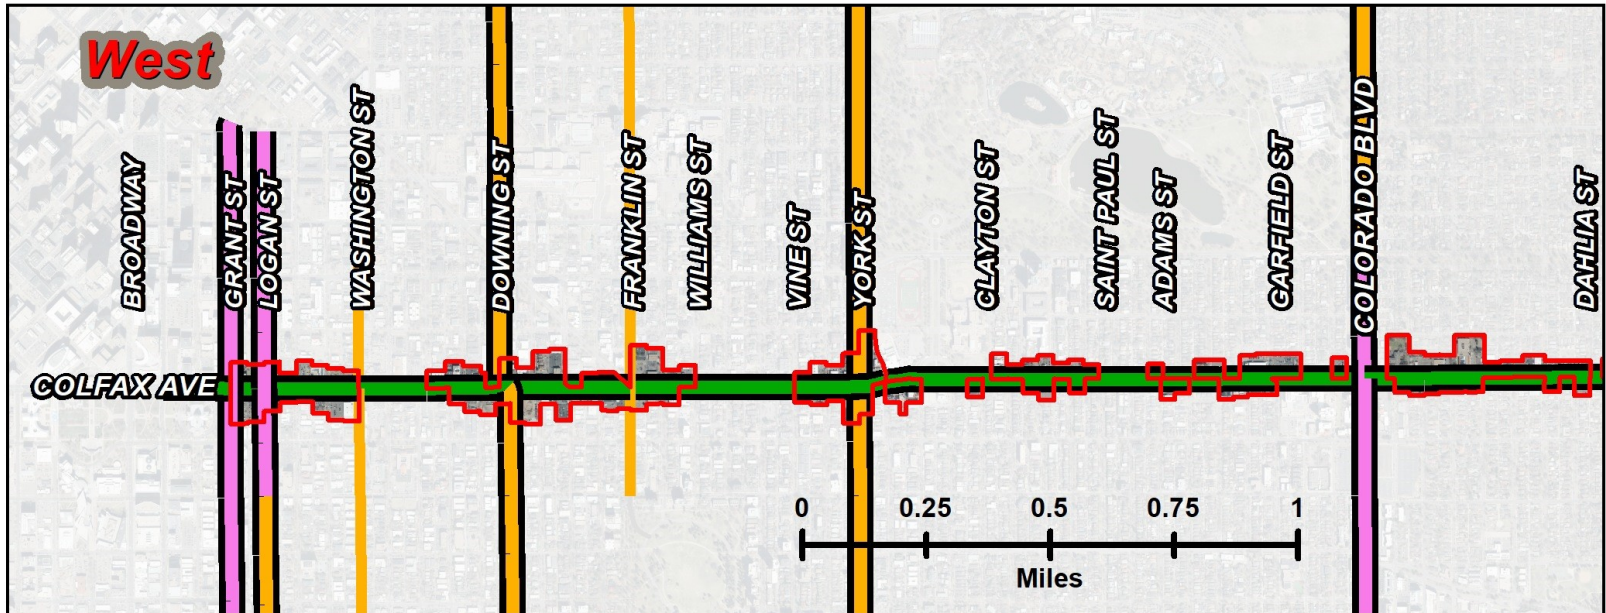 West
BROADWAY
GRANT ST
LOGAN ST
WASHINGTON ST
DOWNING ST
FRANKLIN ST
WILLIAMS ST
VINE ST
YORK ST
CLAYTON ST
SAINT PAUL ST
ADAMS ST
GARFIELD ST
COLORADO BLVD
DAHLIA ST
COLFAX AVE
0 0.25 0.5 0.75 1
Miles